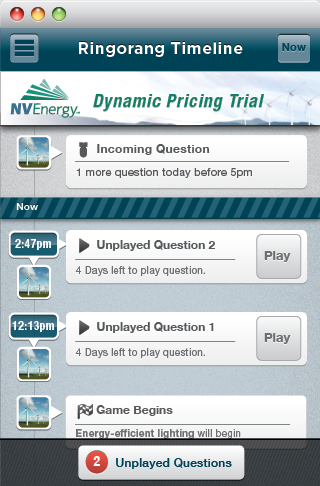 Ringorang Timeline
Now
NVEnergy
Dynamic Pricing Trial
Incoming Question
1 more question today before 5pm
Now
2:47pm
Unplayed Question 2
4 Days left to play question.
Play
12:13pm
Unplayed Question 1
4 Days left to play question.
Play
Game Begins
Energy-efficient lighting will begin
2 Unplayed Questions